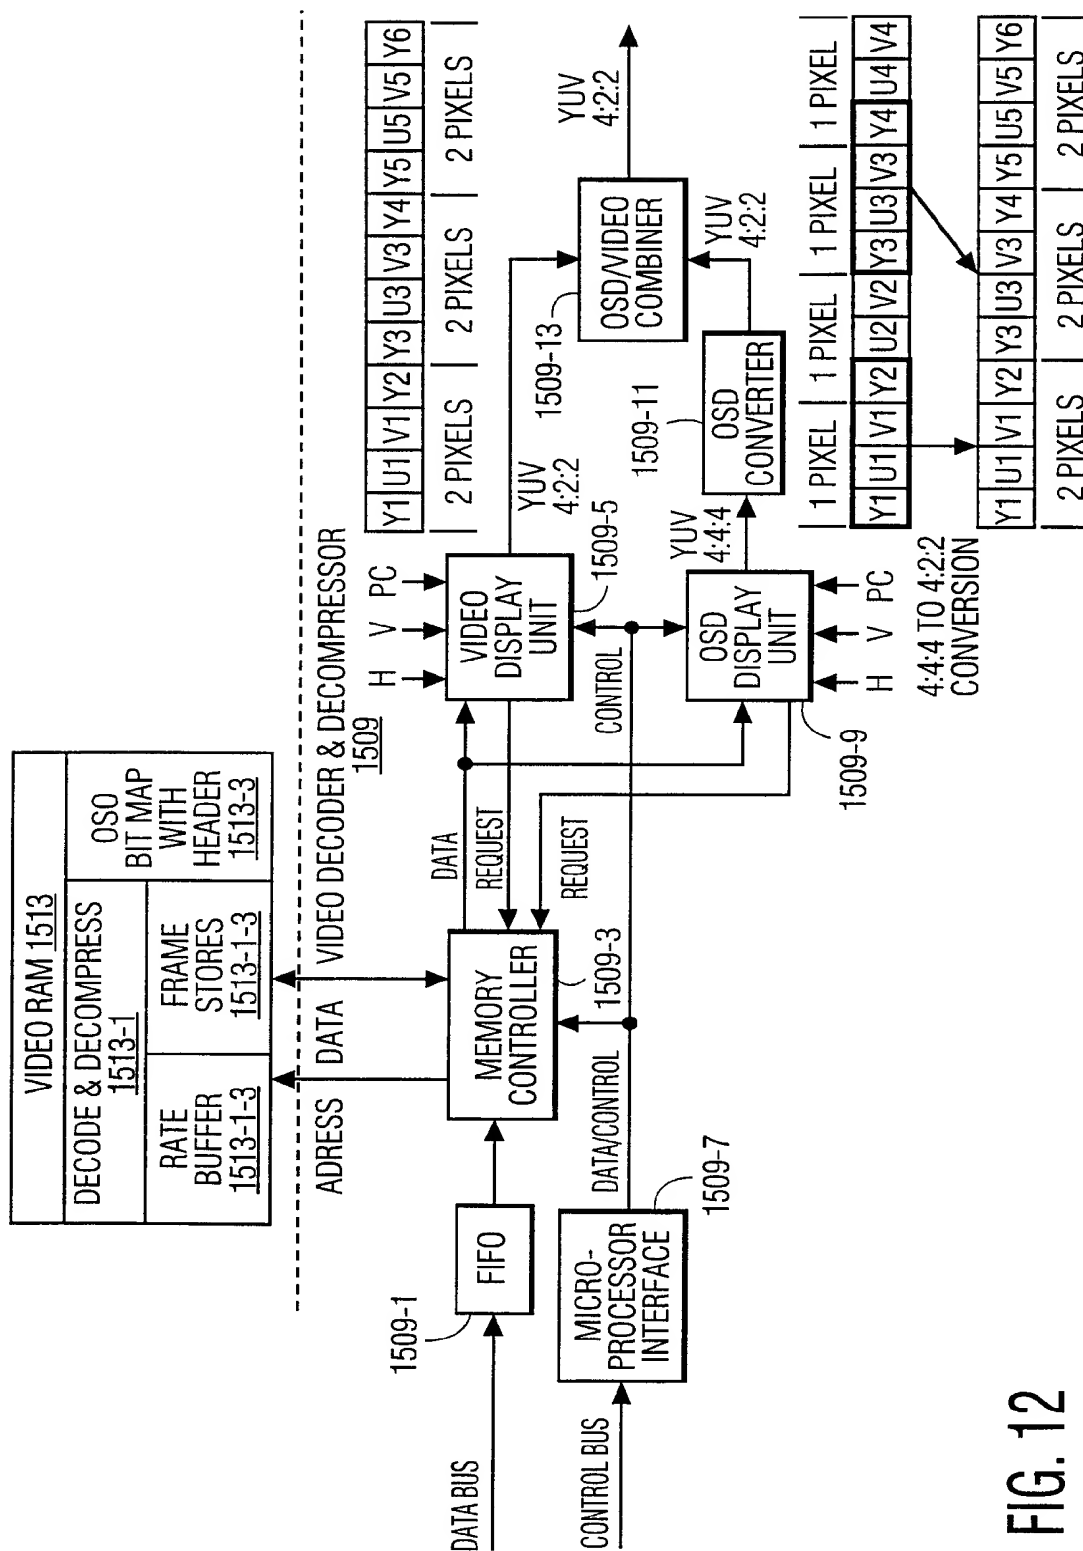 VIDEO RAM 1513
DECODE & DECOMPRESS
1513-1
RATE
BUFFER
1513-1-3
FRAME
STORES
1513-1-3
OSO
BIT MAP
WITH
HEADER
1513-3
ADRESS
DATA
VIDEO DECODER & DECOMPRESSOR
1509
DATA BUS
1509-1
FIFO
MEMORY
CONTROLLER
1509-3
DATA
REQUEST
REQUEST
H
V
PC
VIDEO
DISPLAY
UNIT
1509-5
YUV
4:2:2
Y1 U1 V1 Y2 Y3 U3 V3 Y4 Y5 U5 V5 Y6
2 PIXELS
2 PIXELS
2 PIXELS
1509-13
OSD/VIDEO
COMBINER
YUV
4:2:2
CONTROL BUS
MICRO-
PROCESSOR
INTERFACE
1509-7
DATA/CONTROL
CONTROL
OSD
DISPLAY
UNIT
1509-9
H
V
PC
YUV
4:4:4
1509-11
OSD
CONVERTER
YUV
4:2:2
1 PIXEL
1 PIXEL
1 PIXEL
1 PIXEL
Y1 U1 V1 Y2 U2 V2 Y3 U3 V3 Y4 U4 V4
4:4:4 TO 4:2:2
CONVERSION
Y1 U1 V1 Y2 Y3 U3 V3 Y4 Y5 U5 V5 Y6
2 PIXELS
2 PIXELS
2 PIXELS
FIG. 12